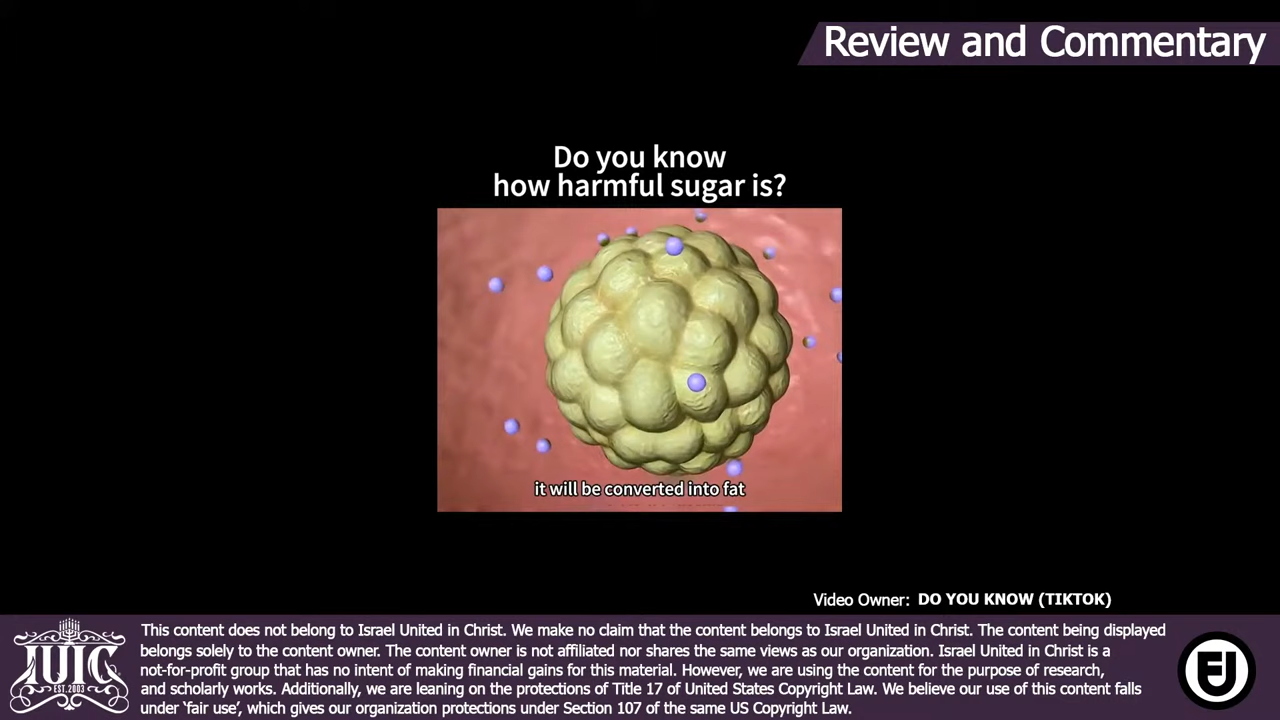 Review and Commentary
Do you know
how harmful sugar is?
it will be converted into fat
Video Owner: DO YOU KNOW (TIKTOK)
This content does not belong to Israel United in Christ. We make no claim that the content belongs to Israel United in Christ. The content being displayed
belongs solely to the content owner. The content owner is not affiliated nor shares the same views as our organization. Israel United in Christ is a
not-for-profit group that has no intent of making financial gains for this material. However, we are using the content for the purpose of research,
and scholarly works. Additionally, we are leaning on the protections of Title 17 of United States Copyright Law. We believe our use of this content falls
under ‘fair use’, which gives our organization protections under Section 107 of the same US Copyright Law.
IUIC
EST. 2003